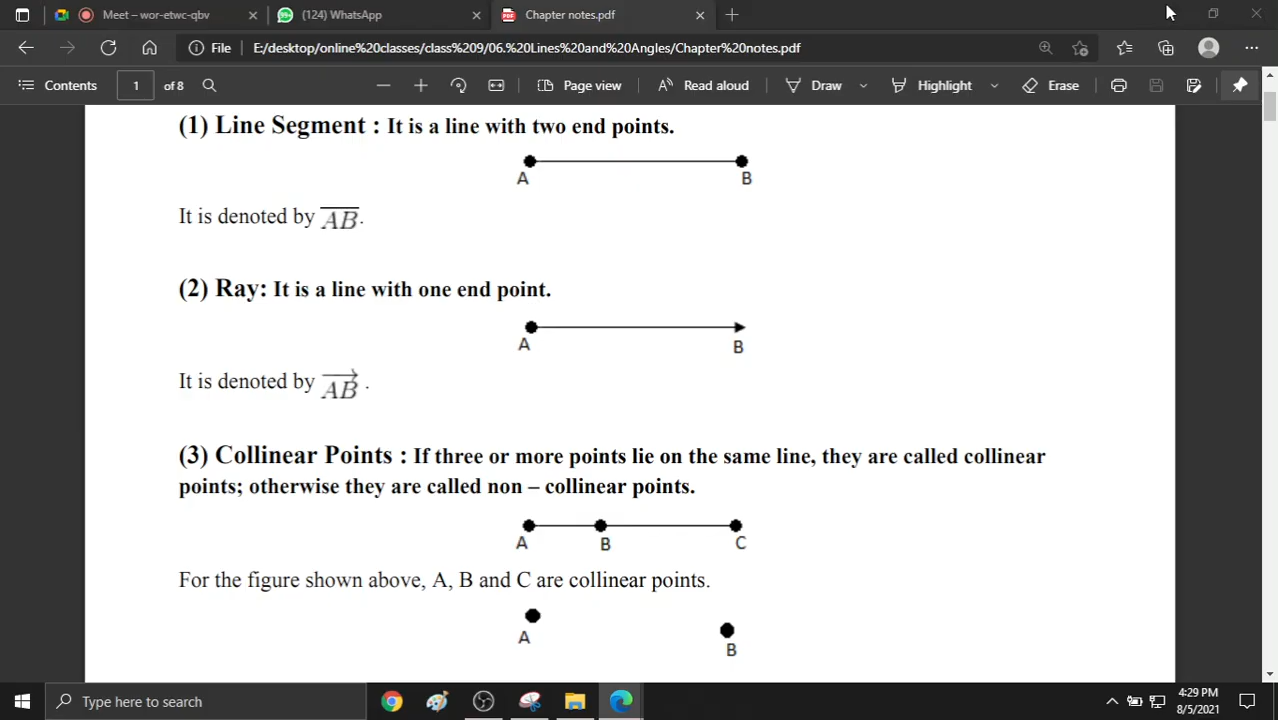 Meet – wor-etwc-qbv
99+
(124) WhatsApp
PDF
Chapter notes.pdf
File
E:/desktop/online%20classes/class%209/06.%20Lines%20and%20Angles/Chapter%20notes.pdf
Contents
1
of 8
Page view
Read aloud
Draw
Highlight
Erase
(1) Line Segment : It is a line with two end points.
A B
It is denoted by AB.
(2) Ray: It is a line with one end point.
A B
It is denoted by AB .
(3) Collinear Points : If three or more points lie on the same line, they are called collinear
points; otherwise they are called non – collinear points.
A B C
For the figure shown above, A, B and C are collinear points.
A
B
Type here to search
4:29 PM
8/5/2021